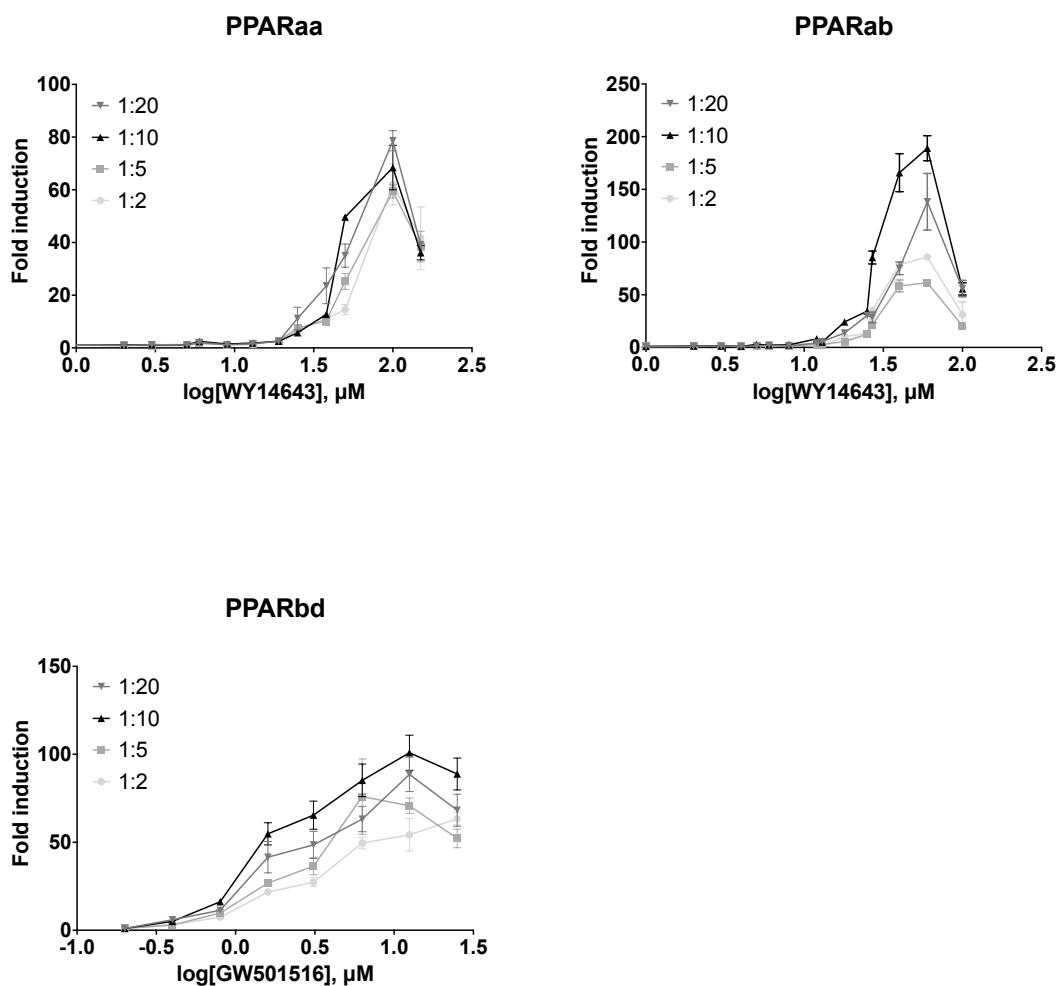 PPARaa
100
80
60
40
20
0
Fold induction
1:20
1:10
1:5
1:2
0.0 0.5 1.0 1.5 2.0 2.5
log[WY14643], µM
PPARab
250
200
150
100
50
0
Fold induction
1:20
1:10
1:5
1:2
0.0 0.5 1.0 1.5 2.0 2.5
log[WY14643], µM
PPARbd
150
100
50
0
Fold induction
1:20
1:10
1:5
1:2
-1.0 -0.5 0.0 0.5 1.0 1.5
log[GW501516], µM